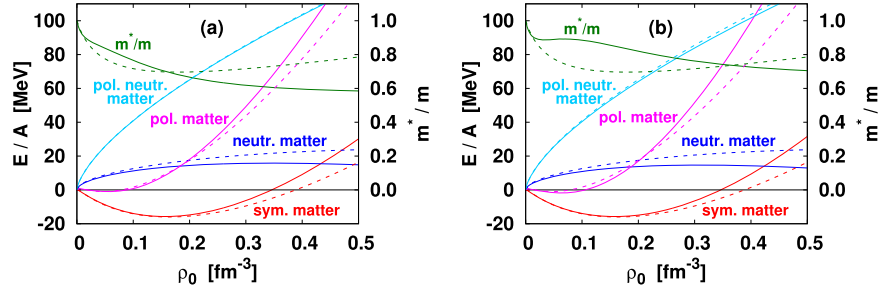 (a)
m*/m
pol. neutr.
matter
pol. matter
neutr. matter
sym. matter
E / A [MeV]
100
80
60
40
20
0
-20
1.0
0.8
0.6
0.4
0.2
0.0
m* / m
0 0.1 0.2 0.3 0.4 0.5
ρ0 [fm-3]
(b)
m*/m
pol. neutr.
matter
pol. matter
neutr. matter
sym. matter
E / A [MeV]
100
80
60
40
20
0
-20
1.0
0.8
0.6
0.4
0.2
0.0
m* / m
0 0.1 0.2 0.3 0.4 0.5
ρ0 [fm-3]